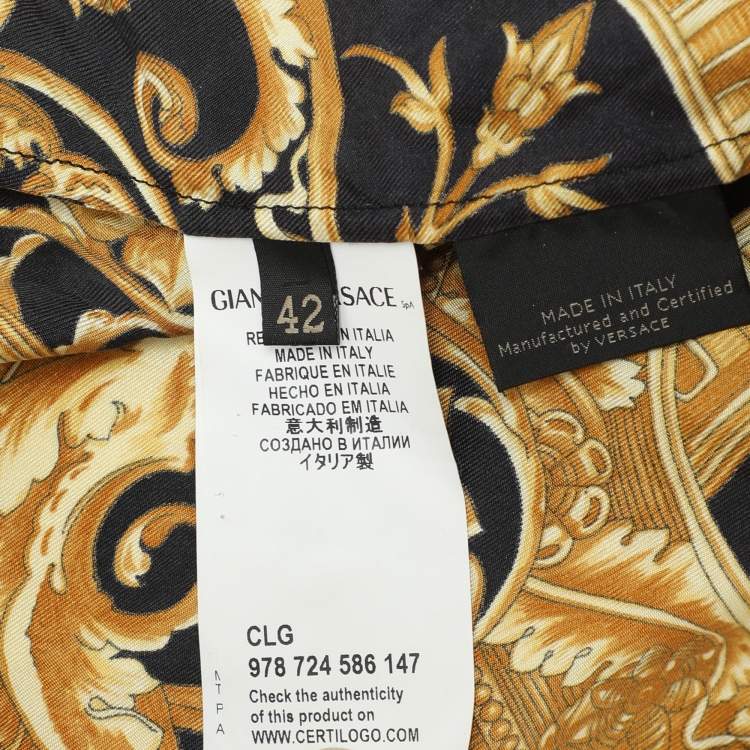 GIAN SACE SpA
42
RE N ITALIA
MADE IN ITALY
FABRIQUE EN ITALIE
HECHO EN ITALIA
FABRICADO EM ITALIA
意大利制造
СОЗДАНО В ИТАЛИИ
イタリア製
CLG
978 724 586 147
Check the authenticity
of this product on
WWW.CERTILOGO.COM
N
T
P
A
MADE IN ITALY
Manufactured and Certified
by VERSACE